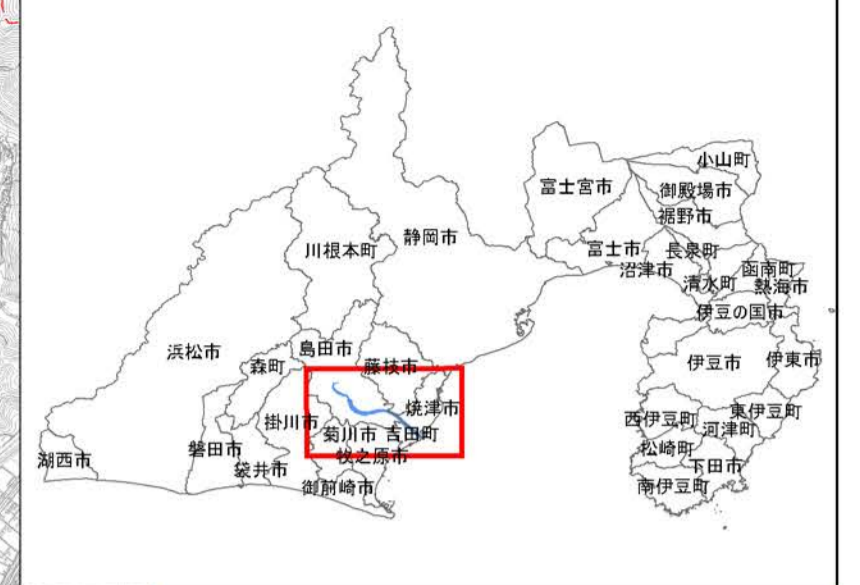 小山町
富士宮市
御殿場市
裾野市
静岡市
川根本町
富士市
長泉町
沼津市
函南町
清水町
熱海市
伊豆の国市
浜松市
島田市
森町
藤枝市
伊豆市
伊東市
焼津市
掛川市
西伊豆町
東伊豆町
河津町
菊川市
吉田町
磐田市
松崎町
牧之原市
湖西市
袋井市
下田市
御前崎市
南伊豆町